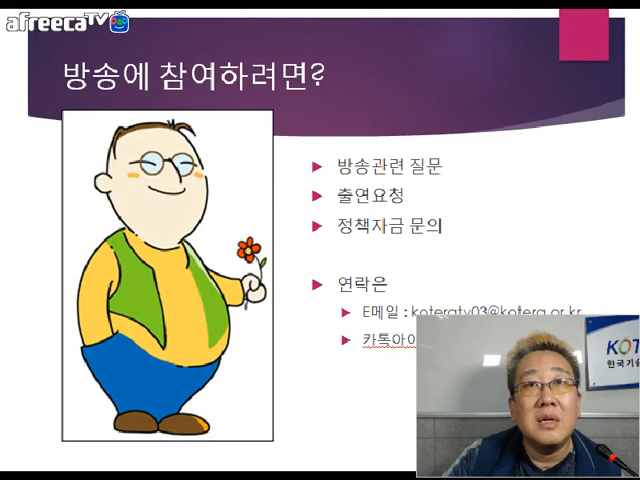 afreecaTV
방송에 참여하려면?
방송관련 질문
출연요청
정책자금 문의
연락은
E메일 : koteratv03@kotera.or.kr
카톡아이
KOTE
한국기술